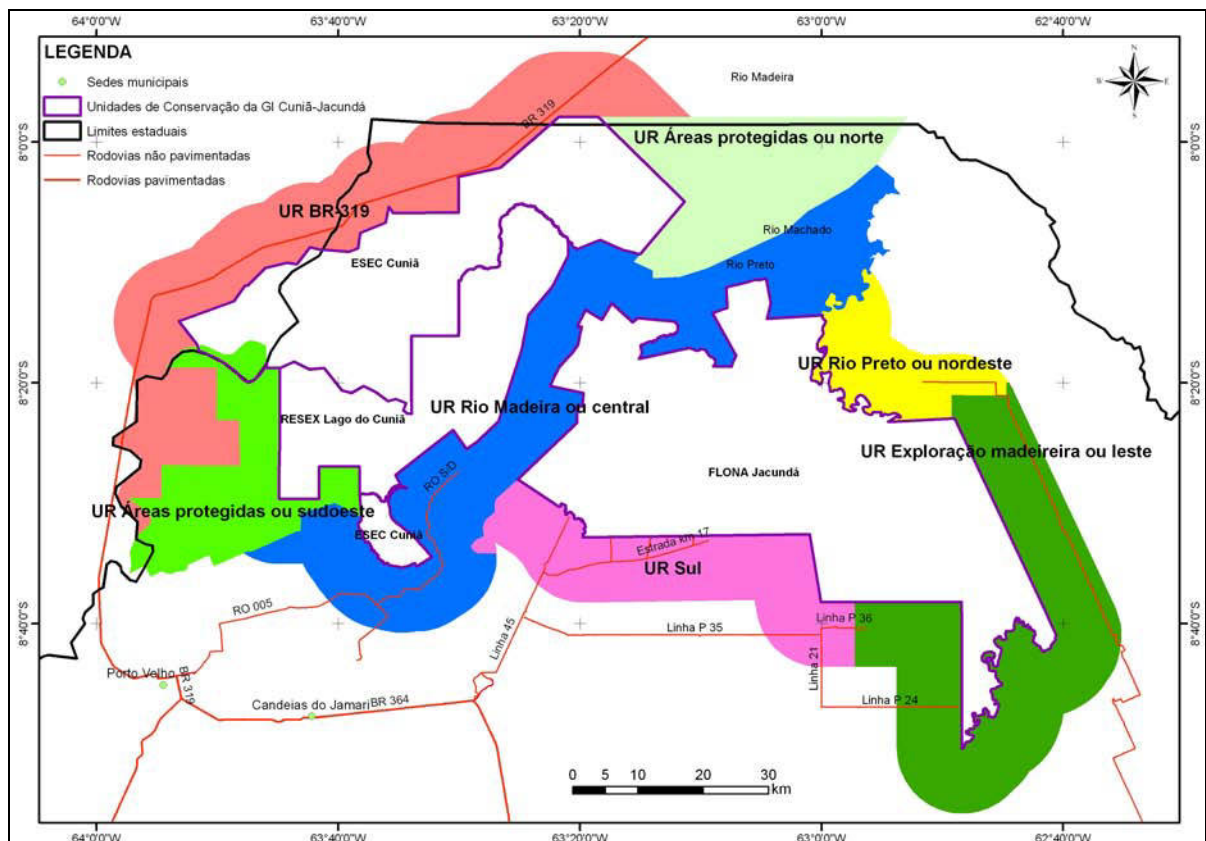 64°0'0"W 63°40'0"W 63°20'0"W 63°0'0"W 62°40'0"W
LEGENDA
Sedes municipais
Unidades de Conservação da GI Cuniã-Jacundá
Limites estaduais
Rodovias não pavimentadas
Rodovias pavimentadas
N
W E
S
Rio Madeira
BR 319
8°0'0"S 8°0'0"S
UR Áreas protegidas ou norte
UR BR-319
Rio Machado
ESEC Cuniã
Rio Preto
UR Rio Preto ou nordeste
8°20'0"S 8°20'0"S
RESEX Lago do Cuniã
UR Rio Madeira ou central
UR Exploração madeireira ou leste
FLONA Jacundá
RO S-D
UR Áreas protegidas ou sudoeste
ESEC Cuniã
Estrada km 17
UR Sul
RO 005
8°40'0"S 8°40'0"S
Linha 45
Linha P 35
Linha P 36
Linha 21
Porto Velho
BR 319
Candeias do Jamari
BR 364
Linha P 24
0 5 10 20 30
km
64°0'0"W 63°40'0"W 63°20'0"W 63°0'0"W 62°40'0"W